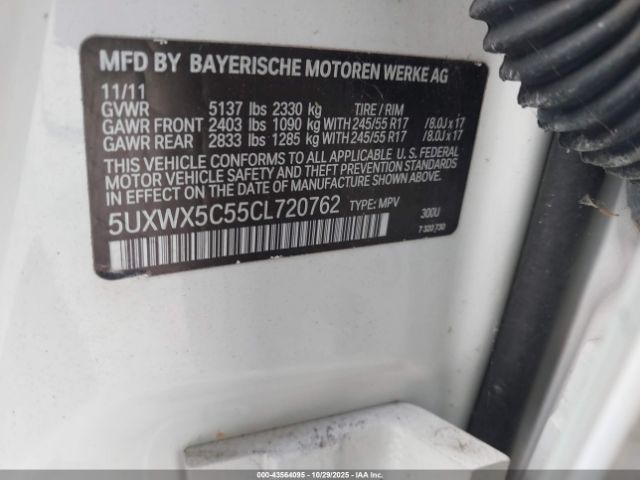 MFD BY BAYERISCHE MOTOREN WERKE AG
11/11
GVWR 5137 lbs 2330 kg TIRE / RIM
GAWR FRONT 2403 lbs 1090 kg WITH 245/55 R17 /8.0J x 17
GAWR REAR 2833 lbs 1285 kg WITH 245/55 R17 /8.0J x 17
THIS VEHICLE CONFORMS TO ALL APPLICABLE U. S. FEDERAL
MOTOR VEHICLE SAFETY, BUMPER, AND THEFT PREVENTION STANDARDS
IN EFFECT ON THE DATE OF MANUFACTURE SHOWN ABOVE.
5UXWX5C55CL720762 TYPE: MPV 300U
7 320 730
000-43564095 10/29/2025 IAA Holdings, LLC